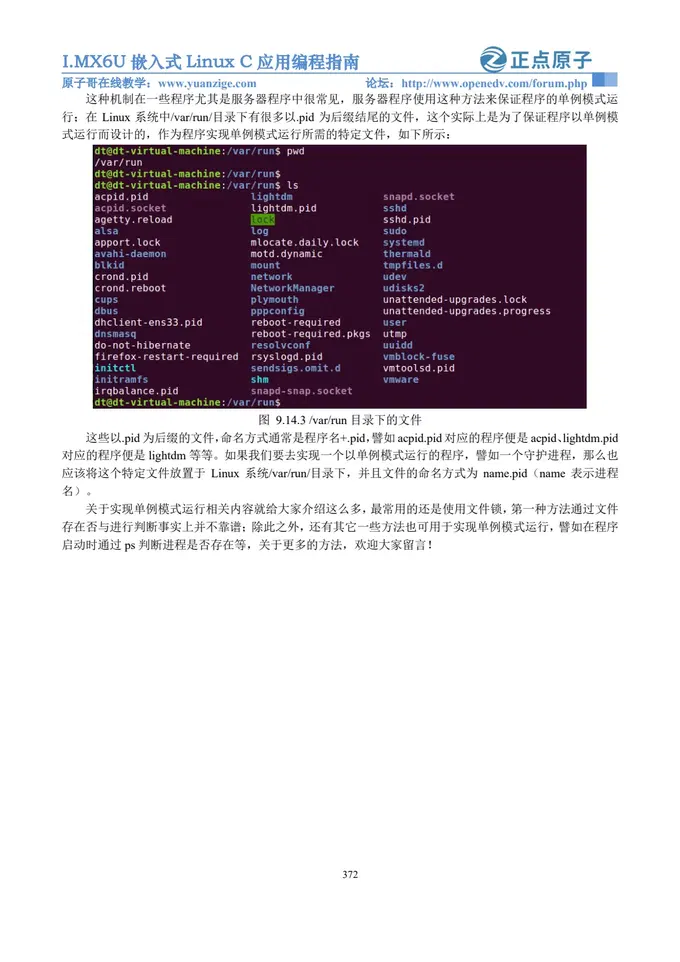 I.MX6U 嵌入式 Linux C 应用编程指南
正点原子
原子哥在线教学：www.yuanzige.com 论坛：http://www.openedv.com/forum.php
这种机制在一些程序尤其是服务器程序中很常见，服务器程序使用这种方法来保证程序的单例模式运
行；在 Linux 系统中/var/run/目录下有很多以.pid 为后缀结尾的文件，这个实际上是为了保证程序以单例模
式运行而设计的，作为程序实现单例模式运行所需的特定文件，如下所示：
dt@dt-virtual-machine:/var/run$ pwd
/var/run
dt@dt-virtual-machine:/var/run$
dt@dt-virtual-machine:/var/run$ ls
acpid.pid lightdm snapd.socket
acpid.socket lightdm.pid sshd
agetty.reload lock sshd.pid
alsa log sudo
apport.lock mlocate.daily.lock systemd
avahi-daemon motd.dynamic thermald
blkid mount tmpfiles.d
crond.pid network udev
crond.reboot NetworkManager udisks2
cups plymouth unattended-upgrades.lock
dbus pppconfig unattended-upgrades.progress
dhclient-ens33.pid reboot-required user
dnsmasq reboot-required.pkgs utmp
do-not-hibernate resolvconf uuidd
firefox-restart-required rsyslogd.pid vmblock-fuse
initctl sendsigs.omit.d vmtoolsd.pid
initramfs shm vmware
irqbalance.pid snapd-snap.socket
dt@dt-virtual-machine:/var/run$
图 9.14.3 /var/run 目录下的文件
这些以.pid 为后缀的文件，命名方式通常是程序名+.pid，譬如 acpid.pid 对应的程序便是 acpid、lightdm.pid
对应的程序便是 lightdm 等等。如果我们要去实现一个以单例模式运行的程序，譬如一个守护进程，那么也
应该将这个特定文件放置于 Linux 系统/var/run/目录下，并且文件的命名方式为 name.pid（name 表示进程
名）。
关于实现单例模式运行相关内容就给大家介绍这么多，最常用的还是使用文件锁，第一种方法通过文件
存在否与进行判断事实上并不靠谱；除此之外，还有其它一些方法也可用于实现单例模式运行，譬如在程序
启动时通过 ps 判断进程是否存在等，关于更多的方法，欢迎大家留言！
372